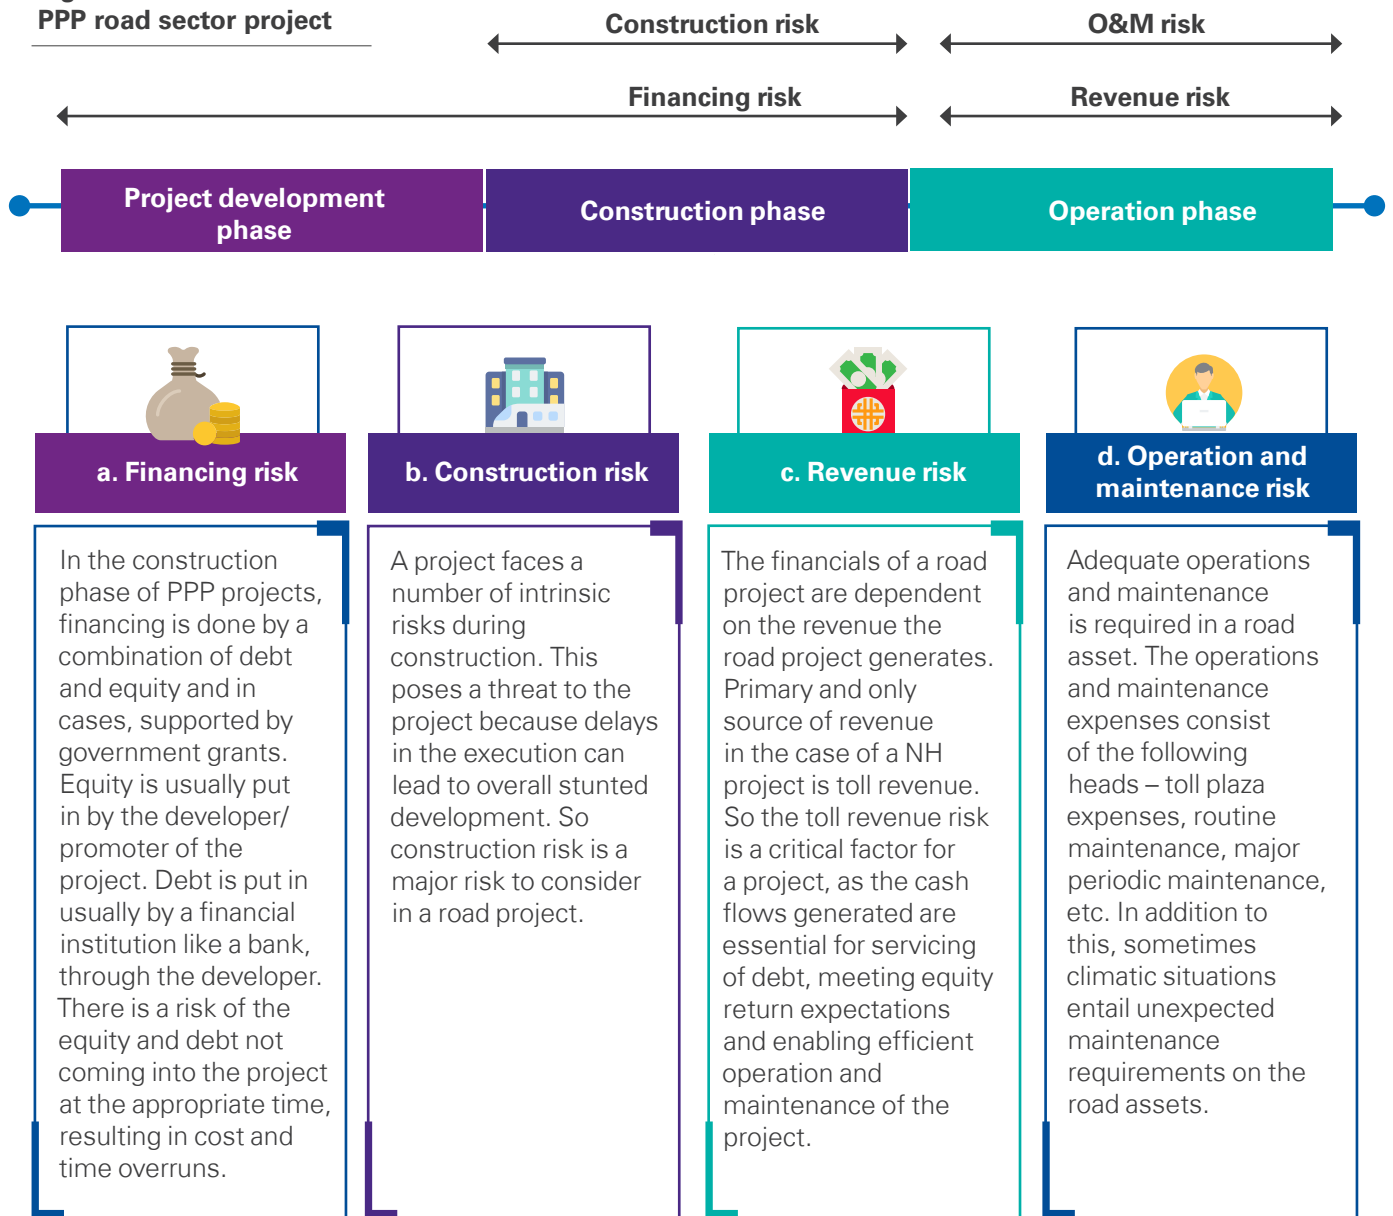 PPP road sector project
Construction risk
O&M risk
Financing risk
Revenue risk
Project development
phase
Construction phase
Operation phase
a. Financing risk
In the construction
phase of PPP projects,
financing is done by a
combination of debt
and equity and in
cases, supported by
government grants.
Equity is usually put
in by the developer/
promoter of the
project. Debt is put in
usually by a financial
institution like a bank,
through the developer.
There is a risk of the
equity and debt not
coming into the project
at the appropriate time,
resulting in cost and
time overruns.
b. Construction risk
A project faces a
number of intrinsic
risks during
construction. This
poses a threat to the
project because delays
in the execution can
lead to overall stunted
development. So
construction risk is a
major risk to consider
in a road project.
c. Revenue risk
The financials of a road
project are dependent
on the revenue the
road project generates.
Primary and only
source of revenue
in the case of a NH
project is toll revenue.
So the toll revenue risk
is a critical factor for
a project, as the cash
flows generated are
essential for servicing
of debt, meeting equity
return expectations
and enabling efficient
operation and
maintenance of the
project.
d. Operation and
maintenance risk
Adequate operations
and maintenance
is required in a road
asset. The operations
and maintenance
expenses consist
of the following
heads – toll plaza
expenses, routine
maintenance, major
periodic maintenance,
etc. In addition to
this, sometimes
climatic situations
entail unexpected
maintenance
requirements on the
road assets.